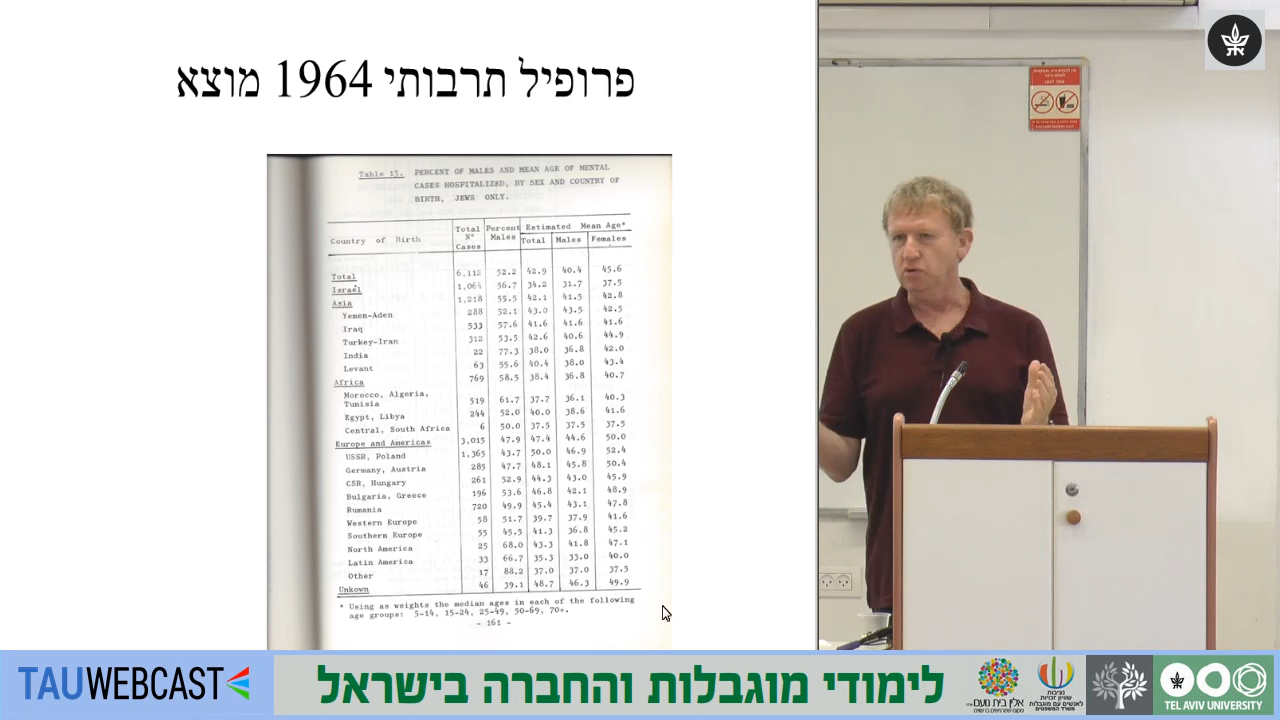 פרופיל תרבותי 1964 מוצא
Table 15. PERCENT OF MALES AND MEAN AGE OF MENTAL
CASES HOSPITALIZED, BY SEX AND COUNTRY OF
BIRTH, JEWS ONLY.
Country of Birth Total N° Cases Percent Males Estimated Mean Age*
Total Males Females
Total 6,112 52.2 42.9 40.4 45.6
Israel 1,064 56.7 34.2 31.7 37.5
Asia 1,218 55.5 42.1 41.5 42.8
Yemen-Aden 288 52.1 43.0 43.5 42.5
Iraq 533 57.6 41.6 41.6 41.6
Turkey-Iran 312 53.5 42.6 40.6 44.9
India 22 77.3 38.0 36.8 42.0
Levant 63 55.6 40.4 38.0 43.4
Africa 769 58.5 38.4 36.8 40.7
Morocco, Algeria,
Tunisia 519 61.7 37.7 36.1 40.3
Egypt, Libya 244 52.0 40.0 38.6 41.6
Central, South Africa 6 50.0 37.5 37.5 37.5
Europe and Americas 3,015 47.9 47.4 44.6 50.0
USSR, Poland 1,365 43.7 50.0 46.9 52.4
Germany, Austria 285 47.7 48.1 45.8 50.4
CSR, Hungary 261 52.9 44.3 43.0 45.9
Bulgaria, Greece 196 53.6 46.8 42.1 48.9
Rumania 720 49.9 45.4 43.1 47.8
Western Europe 58 51.7 39.7 37.9 41.6
Southern Europe 55 45.5 41.3 36.8 45.2
North America 25 68.0 43.3 41.8 47.1
Latin America 33 66.7 35.3 33.0 40.0
Other 17 88.2 37.0 37.0 37.5
Unkown 46 39.1 48.7 46.3 49.9
* Using as weights the median ages in each of the following
age groups: 5-14, 15-24, 25-49, 50-69, 70+.
- 161 -
TAUWEBCAST
לימודי מוגבלות והחברה בישראל
אלין בית נועם
נציבות
שוויון זכויות
לאנשים עם מוגבלות
משרד המשפטים
TEL AVIV UNIVERSITY